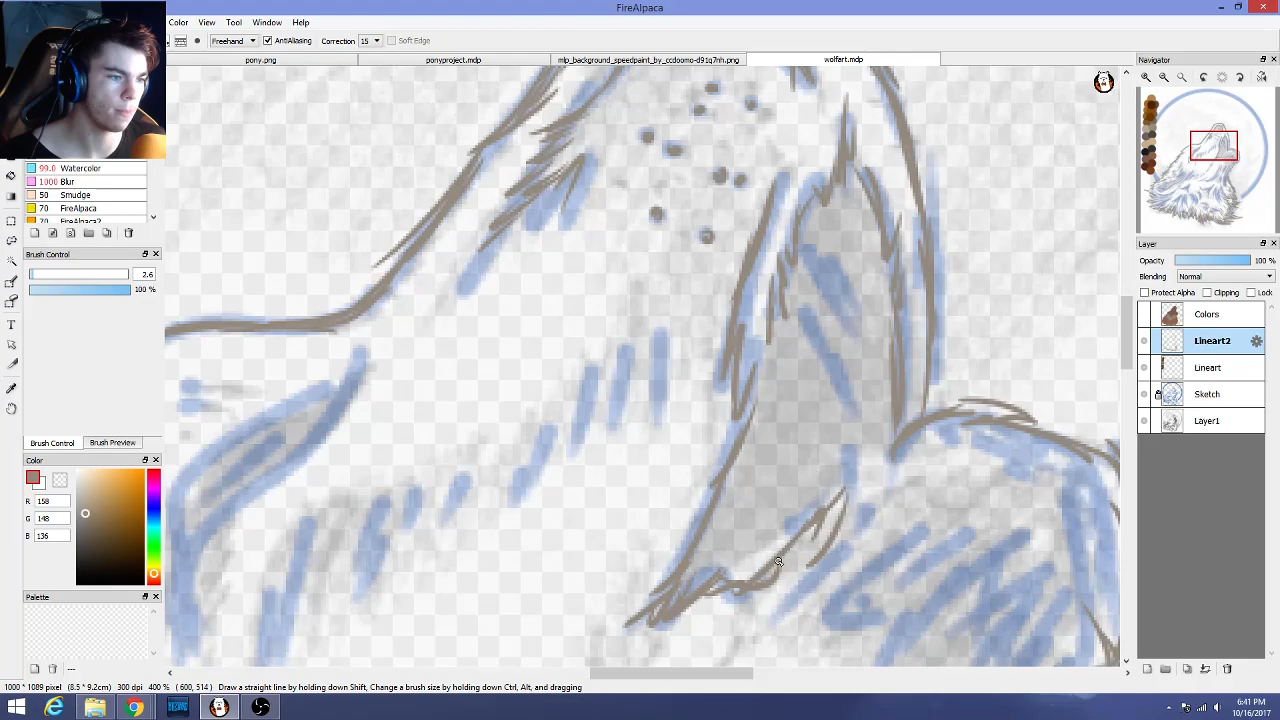 FireAlpaca
Color View Tool Window Help
Freehand AntiAliasing Correction 15 Soft Edge
pony.png ponyproject.mdp mlp_background_speedpaint_by_ccdoomo-d91q7nh.png wolfart.mdp
99.0 Watercolor
1000 Blur
50 Smudge
70 FireAlpaca
70 FireAlpaca2
Brush Control
2.6
100 %
Brush Control Brush Preview
Color
R 158
G 148
B 136
Palette
---
Navigator
Layer
Opacity 100 %
Blending Normal
Protect Alpha Clipping Lock
Colors
Lineart2
Lineart
Sketch
Layer1
1000 * 1089 pixel (8.5 * 9.2cm) 300 dpi 400 % ( 600, 514 ) Draw a straight line by holding down Shift, Change a brush size by holding down Ctrl, Alt, and dragging
6:41 PM
10/16/2017